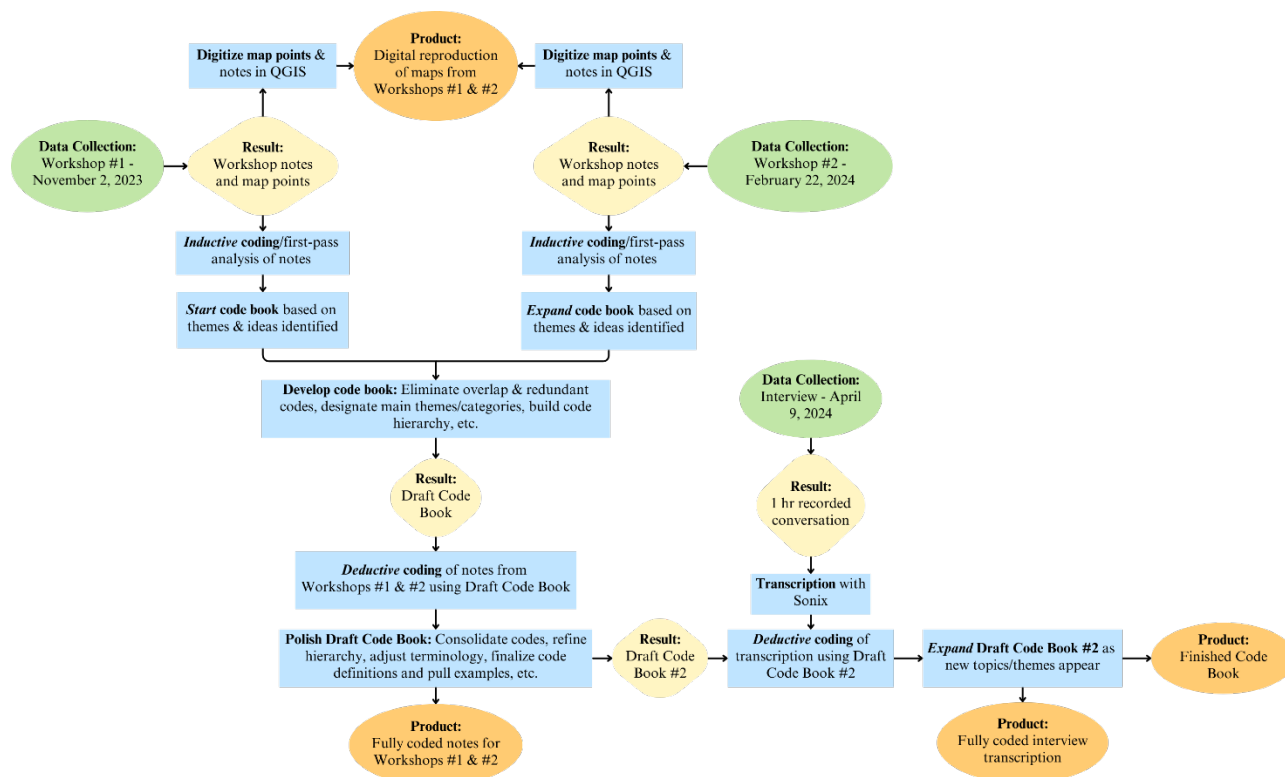 Digitize map points &
notes in QGIS
Product:
Digital reproduction
of maps from
Workshops #1 & #2
Digitize map points &
notes in QGIS
Data Collection:
Workshop #1 -
November 2, 2023
Result:
Workshop notes
and map points
Result:
Workshop notes
and map points
Data Collection:
Workshop #2 -
February 22, 2024
Inductive coding/first-pass
analysis of notes
Inductive coding/first-pass
analysis of notes
Start code book based on
themes & ideas identified
Expand code book based on
themes & ideas identified
Develop code book: Eliminate overlap & redundant
codes, designate main themes/categories, build code
hierarchy, etc.
Data Collection:
Interview - April
9, 2024
Result:
Draft Code
Book
Result:
1 hr recorded
conversation
Deductive coding of notes from
Workshops #1 & #2 using Draft Code Book
Transcription with
Sonix
Polish Draft Code Book: Consolidate codes, refine
hierarchy, adjust terminology, finalize code
definitions and pull examples, etc.
Result:
Draft Code
Book #2
Deductive coding of
transcription using Draft
Code Book #2
Expand Draft Code Book #2 as
new topics/themes appear
Product:
Finished Code
Book
Product:
Fully coded notes for
Workshops #1 & #2
Product:
Fully coded interview
transcription